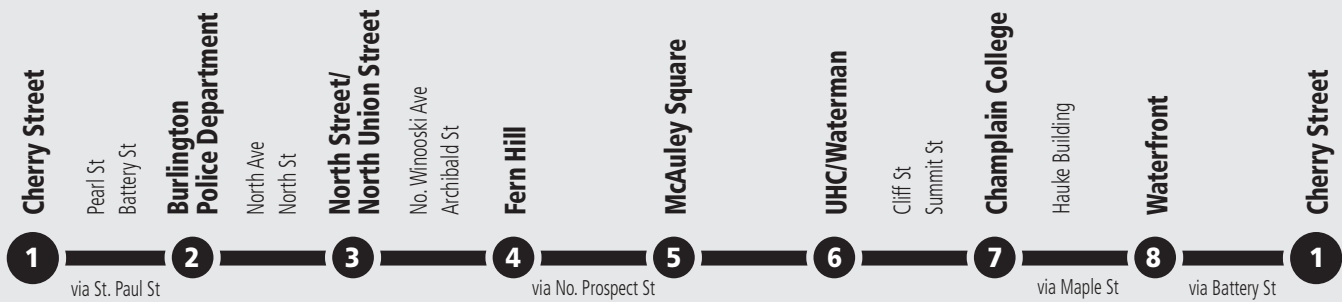 Cherry Street
Pearl St
Battery St
Burlington
Police Department
North Ave
North St
North Street/
North Union Street
No. Winooski Ave
Archibald St
Fern Hill
McAuley Square
UHC/Waterman
Cliff St
Summit St
Champlain College
Hauke Building
Waterfront
Cherry Street
1
2
3
4
5
6
7
8
1
via St. Paul St
via No. Prospect St
via Maple St
via Battery St